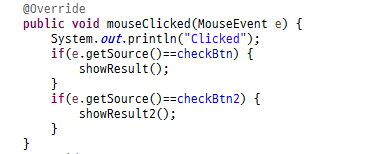 @Override
public void mouseClicked(MouseEvent e) {
    System.out.println("Clicked");
    if(e.getSource()==checkBtn) {
        showResult();
    }
    if(e.getSource()==checkBtn2) {
        showResult2();
    }
}